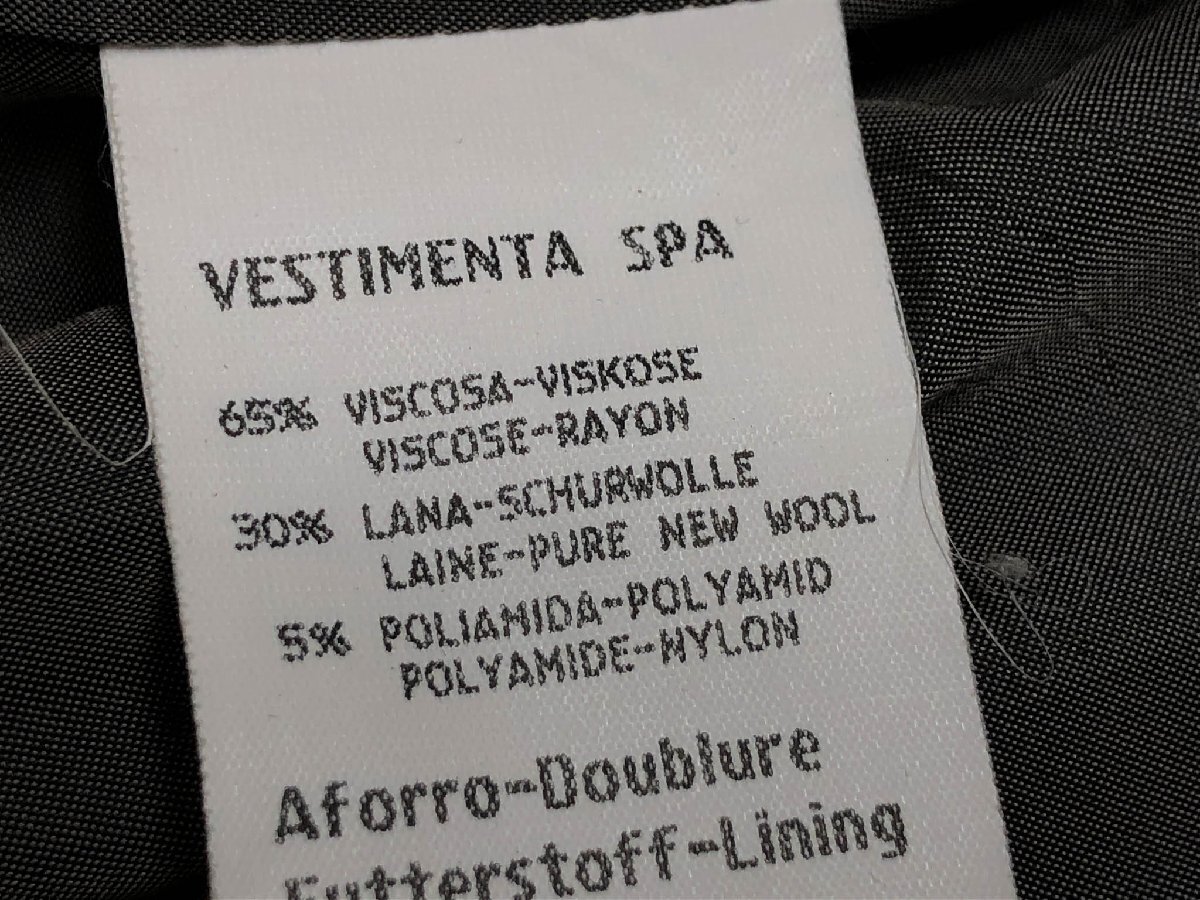 VESTIMENTA SPA
65% VISCOSA-VISKOSE
VISCOSE-RAYON
30% LANA-SCHURWOLLE
LAINE-PURE NEW WOOL
5% POLIAMIDA-POLYAMID
POLYAMIDE-NYLON
Aforro-Doublure
Futterstoff-Lining